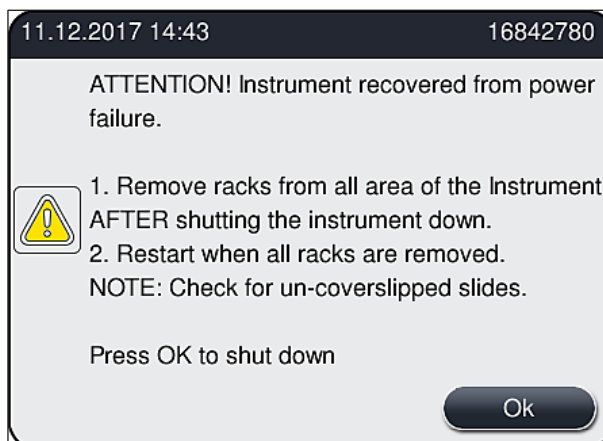 11.12.2017 14:43 16842780
ATTENTION! Instrument recovered from power
failure.
1. Remove racks from all area of the Instrument
AFTER shutting the instrument down.
2. Restart when all racks are removed.
NOTE: Check for un-coverslipped slides.
Press OK to shut down
Ok